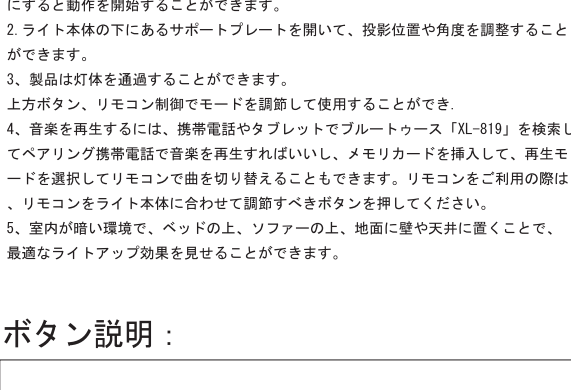 にすると動作を開始することができます。
2.ライト本体の下にあるサポートプレートを開いて、投影位置や角度を調整すること
ができます。
3、製品は灯体を通過することができます。
上方ボタン、リモコン制御でモードを調節して使用することができ.
4、音楽を再生するには、携帯電話やタブレットでブルートゥース「XL-819」を検索し
てペアリング携帯電話で音楽を再生すればいいし、メモリカードを挿入して、再生モ
ードを選択してリモコンで曲を切り替えることもできます。リモコンをご利用の際は
、リモコンをライト本体に合わせて調節すべきボタンを押してください。
5、室内が暗い環境で、ベッドの上、ソファーの上、地面に壁や天井に置くことで、
最適なライトアップ効果を見せることができます。
ボタン説明：